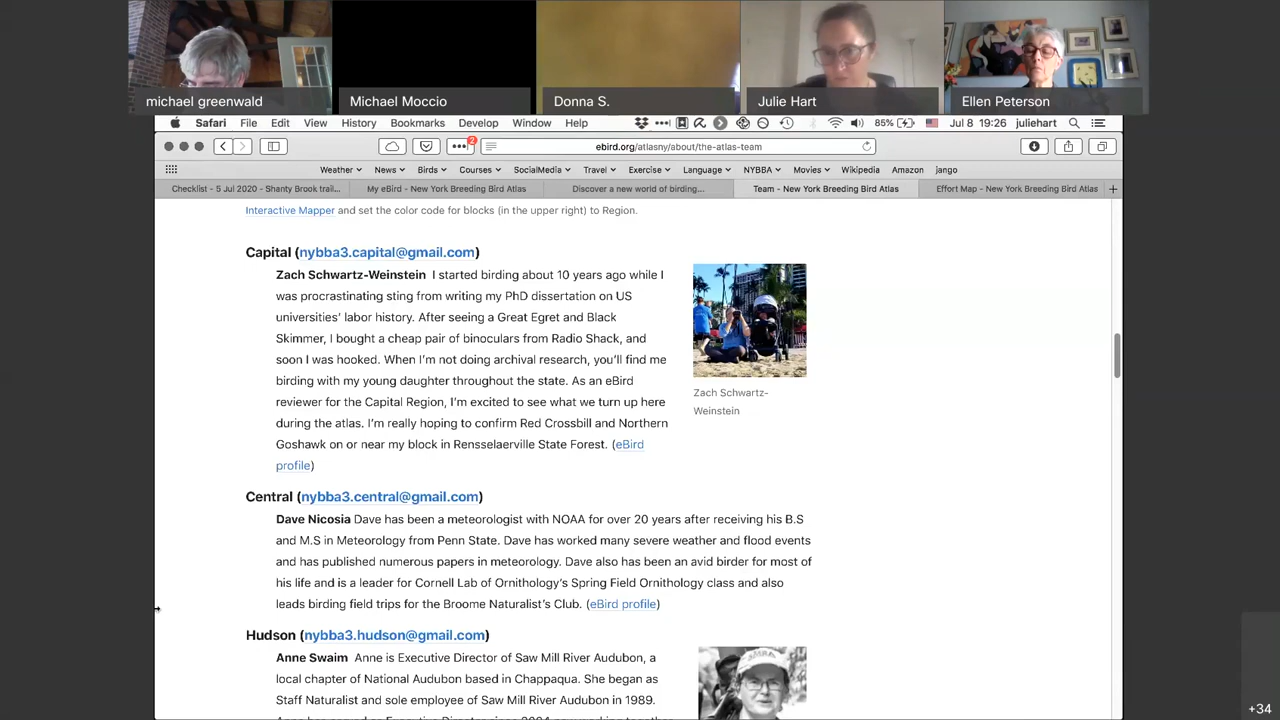 michael greenwald
Michael Moccio
Donna S.
Julie Hart
Ellen Peterson
Safari File Edit View History Bookmarks Develop Window Help
85% Jul 8 19:26 juliehart
2
ebird.org/atlasny/about/the-atlas-team
Weather News Birds Courses SocialMedia Travel Exercise Language NYBBA Movies Wikipedia Amazon jango
Checklist - 5 Jul 2020 - Shanty Brook trail...
My eBird - New York Breeding Bird Atlas
Discover a new world of birding...
Team - New York Breeding Bird Atlas
Effort Map - New York Breeding Bird Atlas
+
Interactive Mapper and set the color code for blocks (in the upper right) to Region.
Capital (nybba3.capital@gmail.com)
Zach Schwartz-Weinstein I started birding about 10 years ago while I
was procrastinating sting from writing my PhD dissertation on US
universities’ labor history. After seeing a Great Egret and Black
Skimmer, I bought a cheap pair of binoculars from Radio Shack, and
soon I was hooked. When I’m not doing archival research, you’ll find me
birding with my young daughter throughout the state. As an eBird
reviewer for the Capital Region, I’m excited to see what we turn up here
during the atlas. I’m really hoping to confirm Red Crossbill and Northern
Goshawk on or near my block in Rensselaerville State Forest. (eBird
profile)
Zach Schwartz-
Weinstein
Central (nybba3.central@gmail.com)
Dave Nicosia Dave has been a meteorologist with NOAA for over 20 years after receiving his B.S
and M.S in Meteorology from Penn State. Dave has worked many severe weather and flood events
and has published numerous papers in meteorology. Dave also has been an avid birder for most of
his life and is a leader for Cornell Lab of Ornithology’s Spring Field Ornithology class and also
leads birding field trips for the Broome Naturalist’s Club. (eBird profile)
Hudson (nybba3.hudson@gmail.com)
Anne Swaim Anne is Executive Director of Saw Mill River Audubon, a
local chapter of National Audubon based in Chappaqua. She began as
Staff Naturalist and sole employee of Saw Mill River Audubon in 1989.
+34